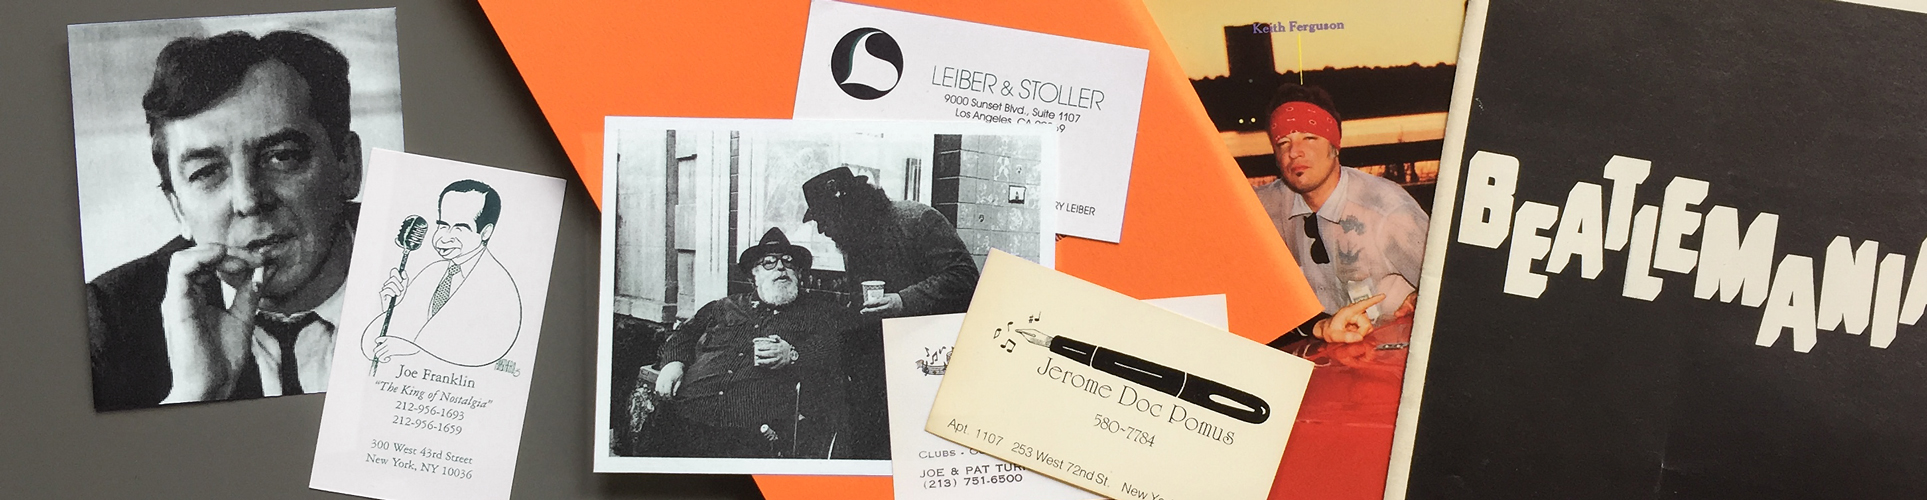 Joe Franklin
"The King of Nostalgia"
212-956-1693
212-956-1659
300 West 43rd Street
New York, NY 10036
LEIBER & STOLLER
9000 Sunset Blvd., Suite 1107
Los Angeles, CA
RY LEIBER
CLUBS -
JOE & PAT
(213) 751-6500
Jerome Doc Pomus
580-7784
Apt. 1107 253 West 72nd St. New
Keith Ferguson
BEATLEMANIA